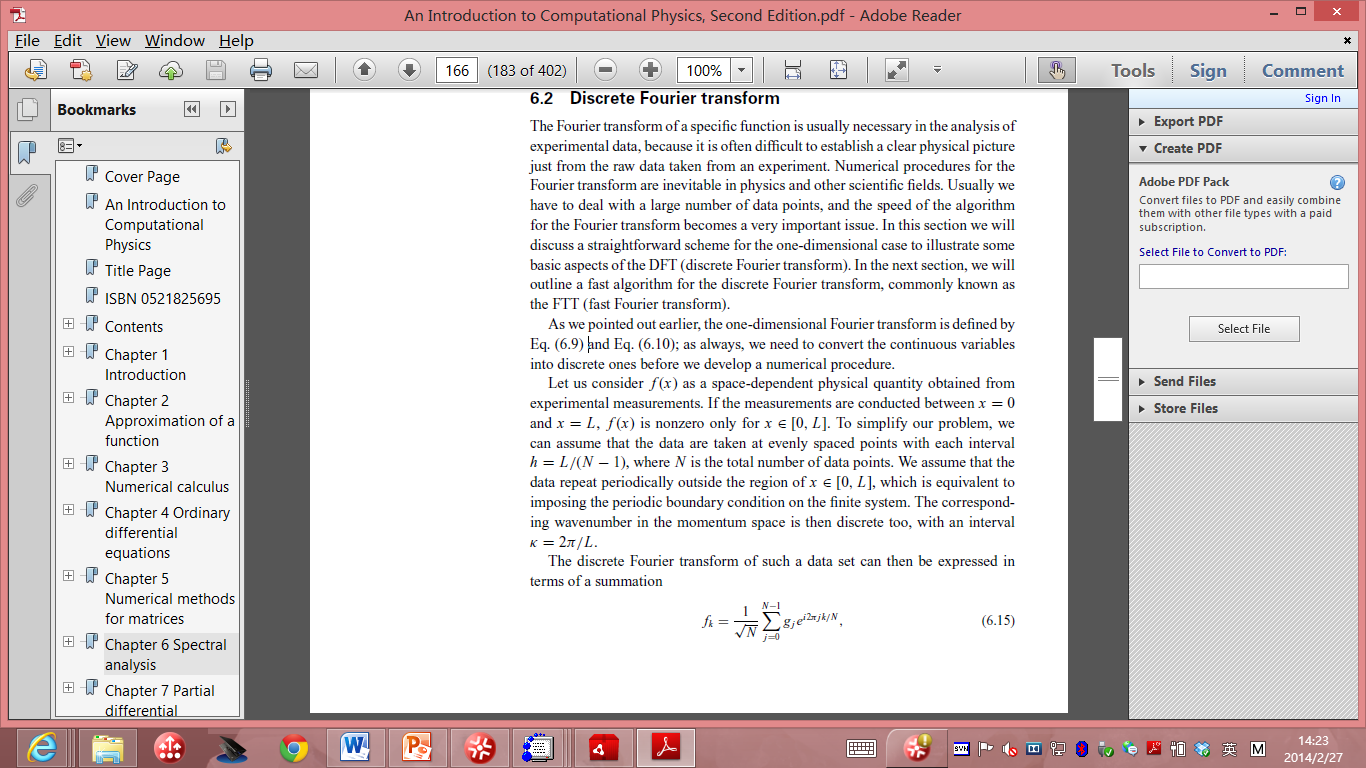 An Introduction to Computational Physics, Second Edition.pdf - Adobe Reader
File Edit View Window Help
166 (183 of 402) 100% Tools Sign Comment
Bookmarks
Cover Page
An Introduction to
Computational
Physics
Title Page
ISBN 0521825695
Contents
Chapter 1
Introduction
Chapter 2
Approximation of a
function
Chapter 3
Numerical calculus
Chapter 4 Ordinary
differential
equations
Chapter 5
Numerical methods
for matrices
Chapter 6 Spectral
analysis
Chapter 7 Partial
differential
6.2 Discrete Fourier transform
The Fourier transform of a specific function is usually necessary in the analysis of
experimental data, because it is often difficult to establish a clear physical picture
just from the raw data taken from an experiment. Numerical procedures for the
Fourier transform are inevitable in physics and other scientific fields. Usually we
have to deal with a large number of data points, and the speed of the algorithm
for the Fourier transform becomes a very important issue. In this section we will
discuss a straightforward scheme for the one-dimensional case to illustrate some
basic aspects of the DFT (discrete Fourier transform). In the next section, we will
outline a fast algorithm for the discrete Fourier transform, commonly known as
the FTT (fast Fourier transform).
As we pointed out earlier, the one-dimensional Fourier transform is defined by
Eq. (6.9) and Eq. (6.10); as always, we need to convert the continuous variables
into discrete ones before we develop a numerical procedure.
Let us consider f(x) as a space-dependent physical quantity obtained from
experimental measurements. If the measurements are conducted between x = 0
and x = L, f(x) is nonzero only for x ∈ [0, L]. To simplify our problem, we
can assume that the data are taken at evenly spaced points with each interval
h = L/(N − 1), where N is the total number of data points. We assume that the
data repeat periodically outside the region of x ∈ [0, L], which is equivalent to
imposing the periodic boundary condition on the finite system. The correspond-
ing wavenumber in the momentum space is then discrete too, with an interval
κ = 2π/L.
The discrete Fourier transform of such a data set can then be expressed in
terms of a summation
f_k = 1/√N ∑_{j=0}^{N−1} g_j e^{i2πjk/N}, (6.15)
Sign In
Export PDF
Create PDF
Adobe PDF Pack
Convert files to PDF and easily combine
them with other file types with a paid
subscription.
Select File to Convert to PDF:
Select File
Send Files
Store Files
SVN 英 M
14:23
2014/2/27